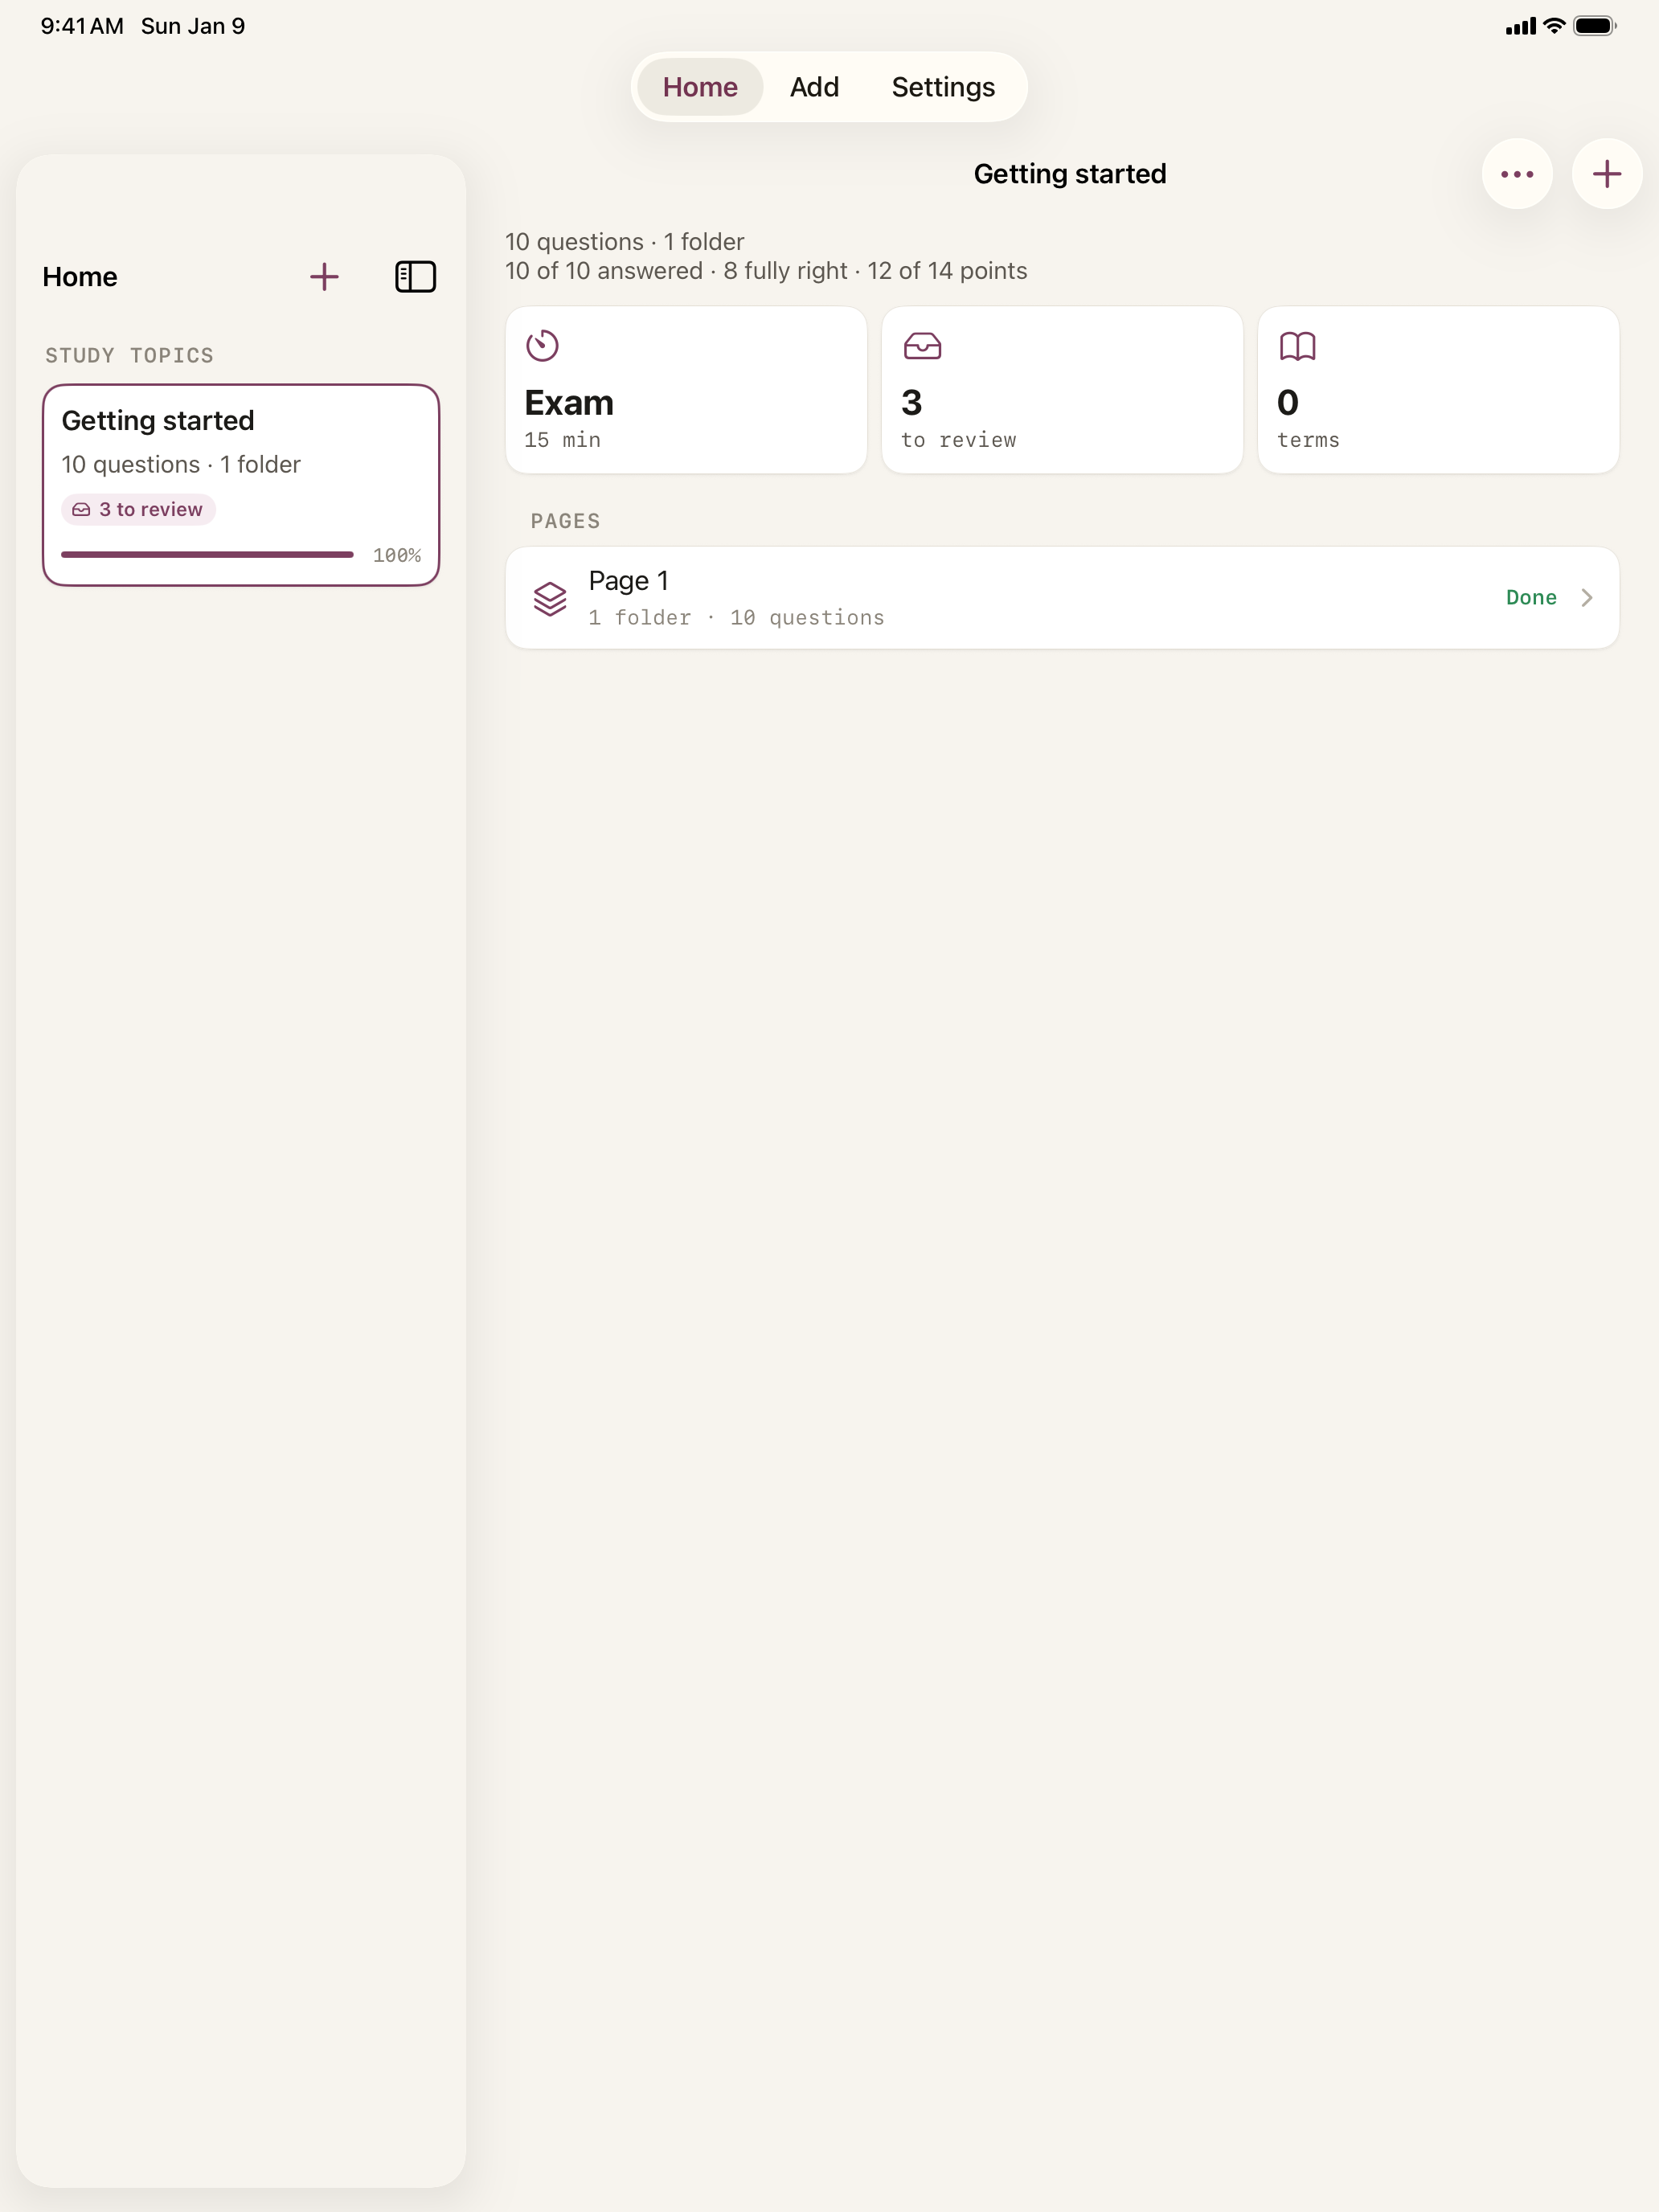 9:41 AM Sun Jan 9
Home Add Settings
Home
STUDY TOPICS
Getting started
10 questions · 1 folder
3 to review
100%
Getting started
10 questions · 1 folder
10 of 10 answered · 8 fully right · 12 of 14 points
Exam
15 min
3
to review
0
terms
PAGES
Page 1
1 folder · 10 questions
Done